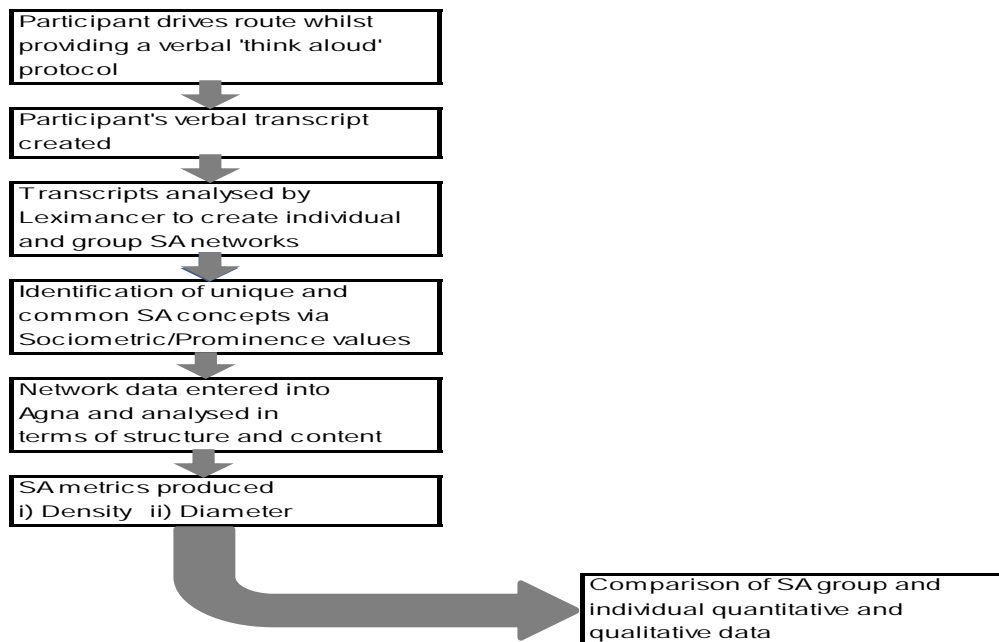 Participant drives route whilst
providing a verbal 'think aloud'
protocol
Participant's verbal transcript
created
Transcripts analysed by
Leximancer to create individual
and group SA networks
Identification of unique and
common SA concepts via
Sociometric/Prominence values
Network data entered into
Agna and analysed in
terms of structure and content
SA metrics produced
i) Density ii) Diameter
Comparison of SA group and
individual quantitative and
qualitative data